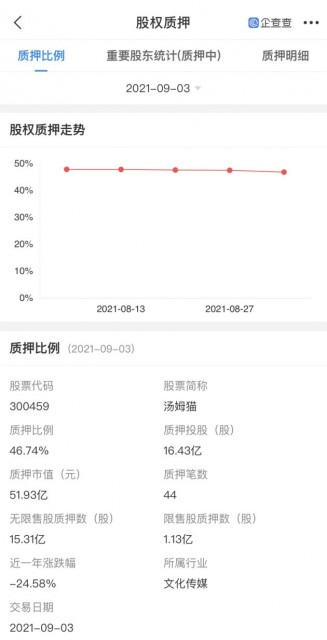 股权质押
企查查
质押比例 重要股东统计(质押中) 质押明细
2021-09-03
股权质押走势
50%
40%
30%
20%
10%
0%
2021-08-13 2021-08-27
质押比例 (2021-09-03)
股票代码 股票简称
300459 汤姆猫
质押比例 质押投股（股）
46.74% 16.43亿
质押市值（元） 质押笔数
51.93亿 44
无限售股质押数（股） 限售股质押数（股）
15.31亿 1.13亿
近一年涨跌幅 所属行业
-24.58% 文化传媒
交易日期
2021-09-03